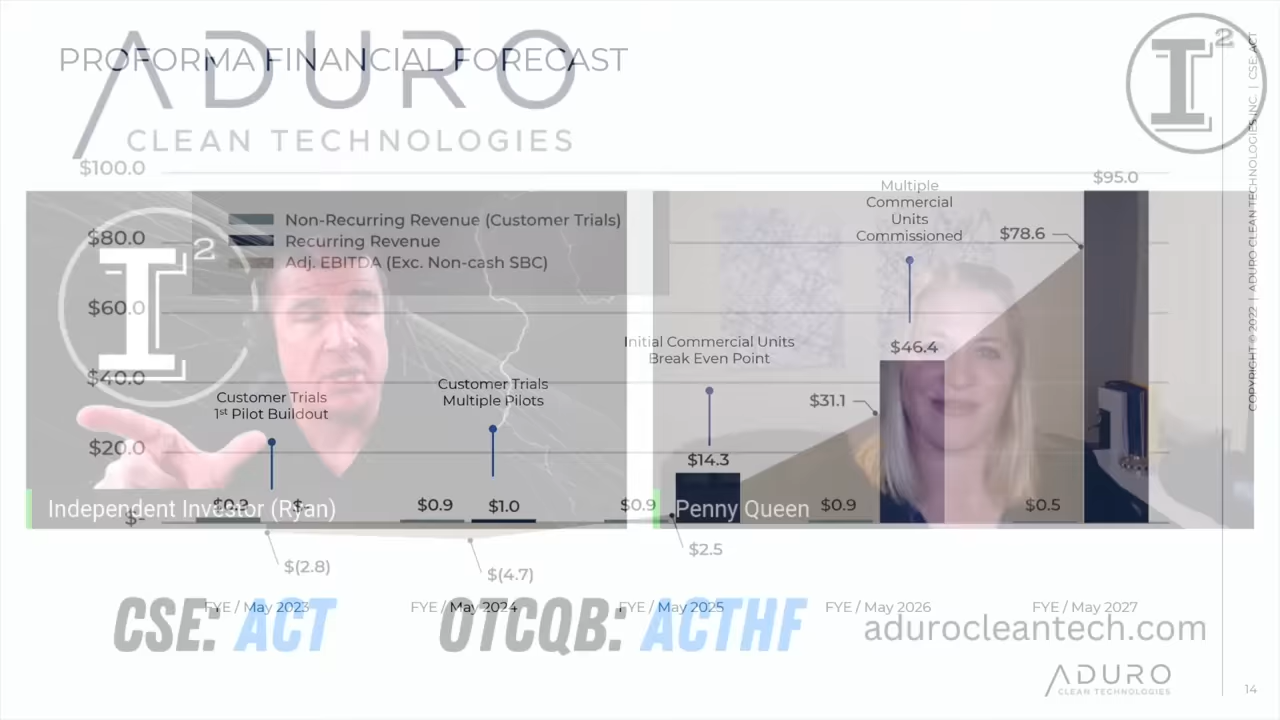 PROFORMA FINANCIAL FORECAST
ADURO
CLEAN TECHNOLOGIES
I2
COPYRIGHT © 2022 | ADURO CLEAN TECHNOLOGIES INC. | CSE: ACT
$100.0
$80.0
$60.0
$40.0
$20.0
$-
I2
Non-Recurring Revenue (Customer Trials)
Recurring Revenue
Adj. EBITDA (Exc. Non-cash SBC)
Customer Trials
1st Pilot Buildout
Customer Trials
Multiple Pilots
Initial Commercial Units
Break Even Point
Multiple
Commercial
Units
Commissioned
$95.0
$78.6
$46.4
$31.1
$14.3
$-
$0.9
$1.0
$0.9
$0.9
$0.5
Independent Investor (Ryan)
Penny Queen
$(2.8)
$(4.7)
$2.5
FYE / May 2023
FYE / May 2024
FYE / May 2025
FYE / May 2026
FYE / May 2027
CSE: ACT
OTCQB: ACTHF
adurocleantech.com
ADURO
CLEAN TECHNOLOGIES
14